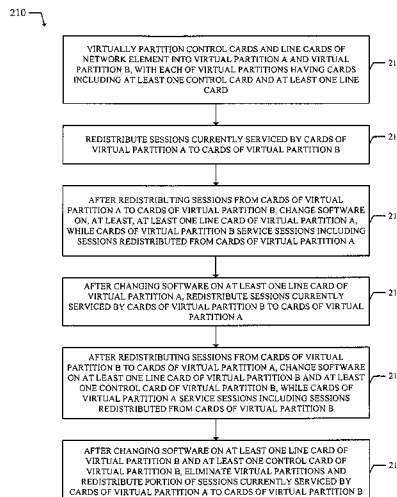 210
VIRTUALLY PARTITION CONTROL CARDS AND LINE CARDS OF
NETWORK ELEMENT INTO VIRTUAL PARTITION A AND VIRTUAL
PARTITION B, WITH EACH OF VIRTUAL PARTITIONS HAVING CARDS
INCLUDING AT LEAST ONE CONTROL CARD AND AT LEAST ONE LINE
CARD
21
REDISTRIBUTE SESSIONS CURRENTLY SERVICED BY CARDS OF
VIRTUAL PARTITION A TO CARDS OF VIRTUAL PARTITION B
21
AFTER REDISTRIBUTING SESSIONS FROM CARDS OF VIRTUAL
PARTITION A TO CARDS OF VIRTUAL PARTITION B, CHANGE SOFTWARE
ON, AT LEAST, AT LEAST ONE LINE CARD OF VIRTUAL PARTITION A,
WHILE CARDS OF VIRTUAL PARTITION B SERVICE SESSIONS INCLUDING
SESSIONS REDISTRIBUTED FROM CARDS OF VIRTUAL PARTITION A
21
AFTER CHANGING SOFTWARE ON AT LEAST ONE LINE CARD OF
VIRTUAL PARTITION A, REDISTRIBUTE SESSIONS CURRENTLY
SERVICED BY CARDS OF VIRTUAL PARTITION B TO CARDS OF VIRTUAL
PARTITION A
21
AFTER REDISTRIBUTING SESSIONS FROM CARDS OF VIRTUAL
PARTITION B TO CARDS OF VIRTUAL PARTITION A, CHANGE SOFTWARE
ON AT LEAST ONE LINE CARD OF VIRTUAL PARTITION B AND AT LEAST
ONE CONTROL CARD OF VIRTUAL PARTITION B, WHILE CARDS OF
VIRTUAL PARTITION A SERVICE SESSIONS INCLUDING SESSIONS
REDISTRIBUTED FROM CARDS OF VIRTUAL PARTITION B
21
AFTER CHANGING SOFTWARE ON AT LEAST ONE LINE CARD OF
VIRTUAL PARTITION B AND AT LEAST ONE CONTROL CARD OF
VIRTUAL PARTITION B, ELIMINATE VIRTUAL PARTITIONS AND
REDISTRIBUTE PORTION OF SESSIONS CURRENTLY SERVICED BY
CARDS OF VIRTUAL PARTITION A TO CARDS OF VIRTUAL PARTITION B
21